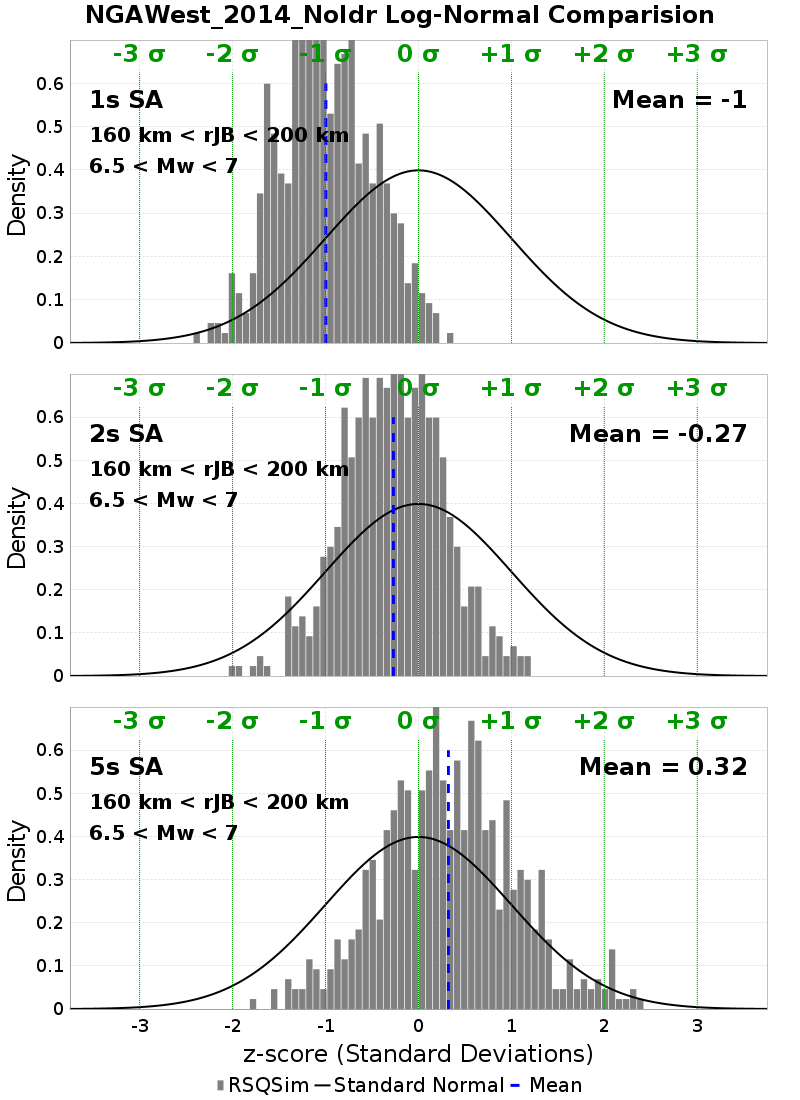 NGAWest_2014_NoIdr Log-Normal Comparision
-3 σ -2 σ -1 σ 0 σ +1 σ +2 σ +3 σ
0.6
1s SA Mean = -1
0.5
160 km < rJB < 200 km
6.5 < Mw < 7
0.4
0.3
0.2
0.1
0
Density
-3 σ -2 σ -1 σ 0 σ +1 σ +2 σ +3 σ
0.6
2s SA Mean = -0.27
0.5
160 km < rJB < 200 km
6.5 < Mw < 7
0.4
0.3
0.2
0.1
0
Density
-3 σ -2 σ -1 σ 0 σ +1 σ +2 σ +3 σ
0.6
5s SA Mean = 0.32
0.5
160 km < rJB < 200 km
6.5 < Mw < 7
0.4
0.3
0.2
0.1
0
Density
-3 -2 -1 0 1 2 3
z-score (Standard Deviations)
RSQSim Standard Normal Mean